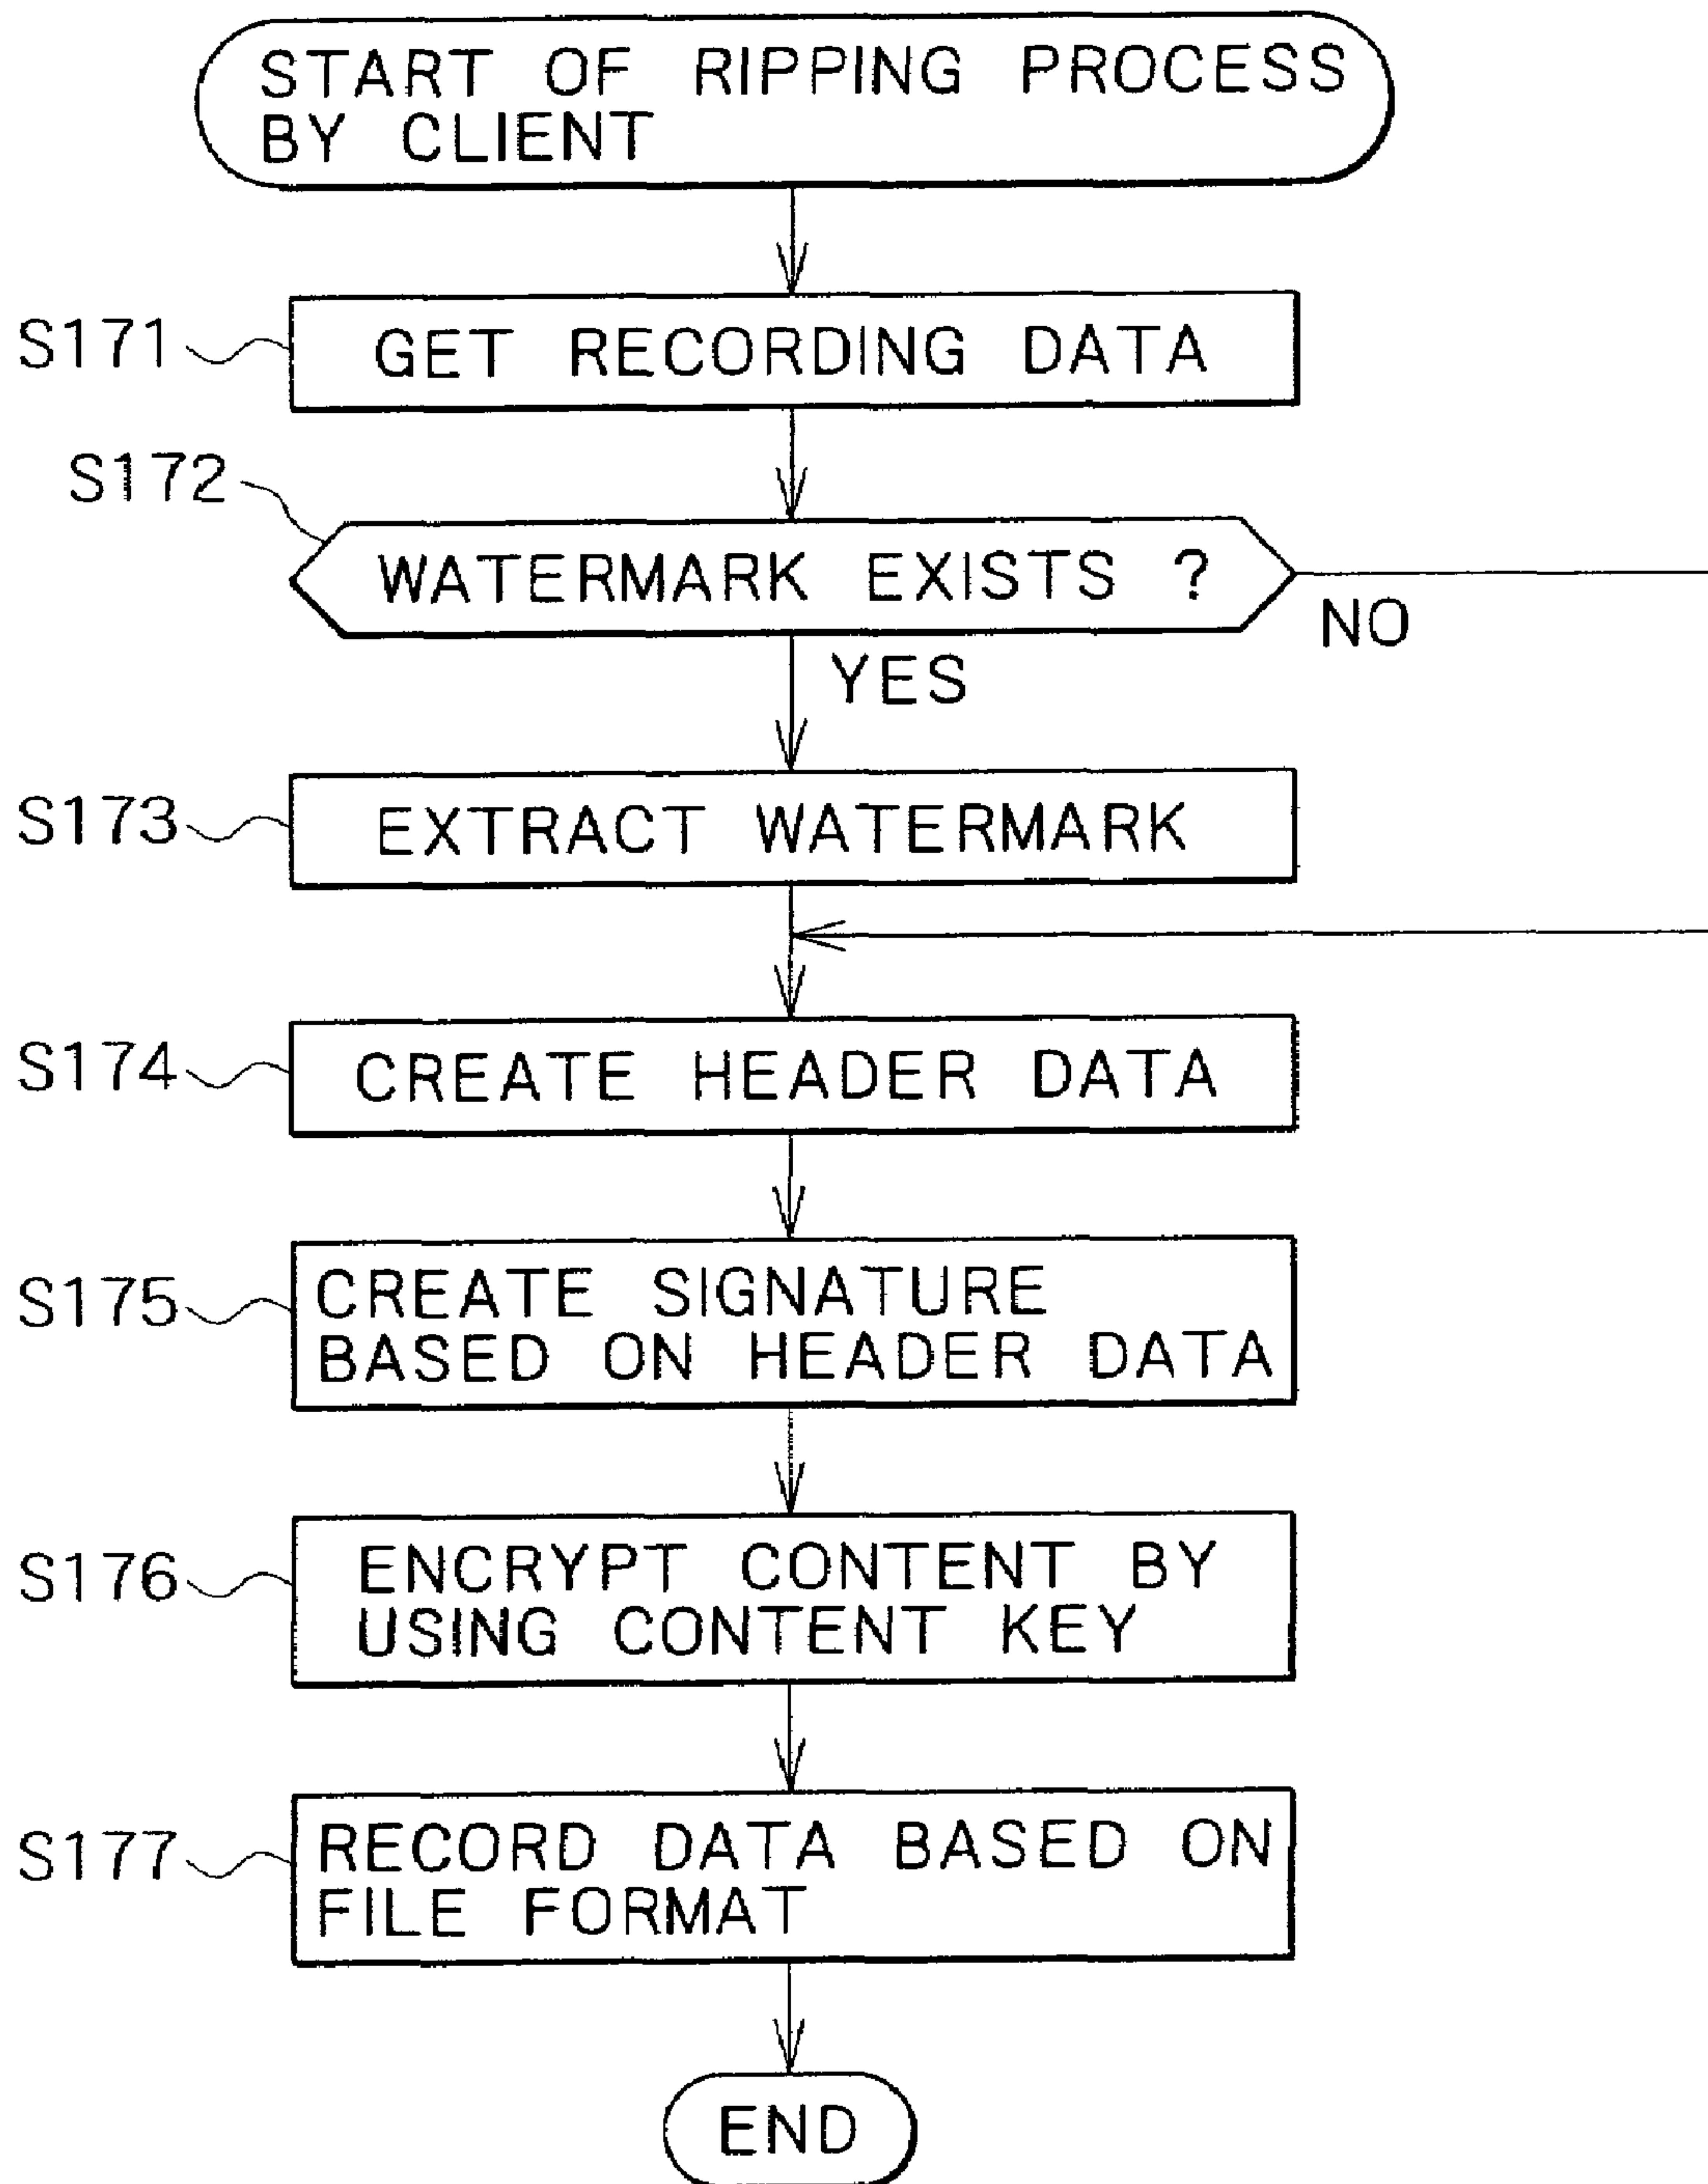 START OF RIPPING PROCESS
BY CLIENT
S171
GET RECORDING DATA
S172
WATERMARK EXISTS ?
NO
YES
S173
EXTRACT WATERMARK
S174
CREATE HEADER DATA
S175
CREATE SIGNATURE
BASED ON HEADER DATA
S176
ENCRYPT CONTENT BY
USING CONTENT KEY
S177
RECORD DATA BASED ON
FILE FORMAT
END